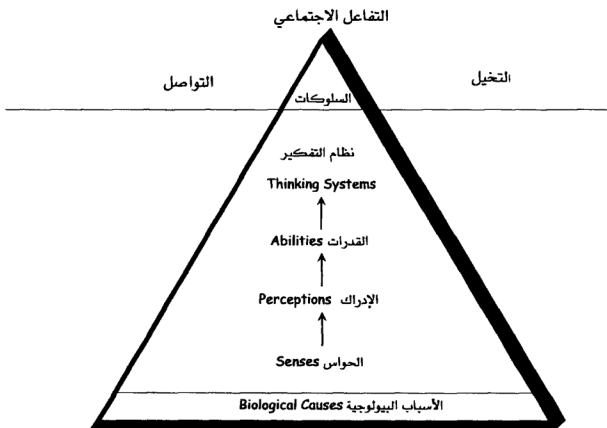 التفاعل الاجتماعي
التخيل
التواصل
السلوكات
نظام التفكير
Thinking Systems
Abilities القدرات
Perceptions الإدراك
Senses الحواس
Biological Causes الأسباب البيولوجية